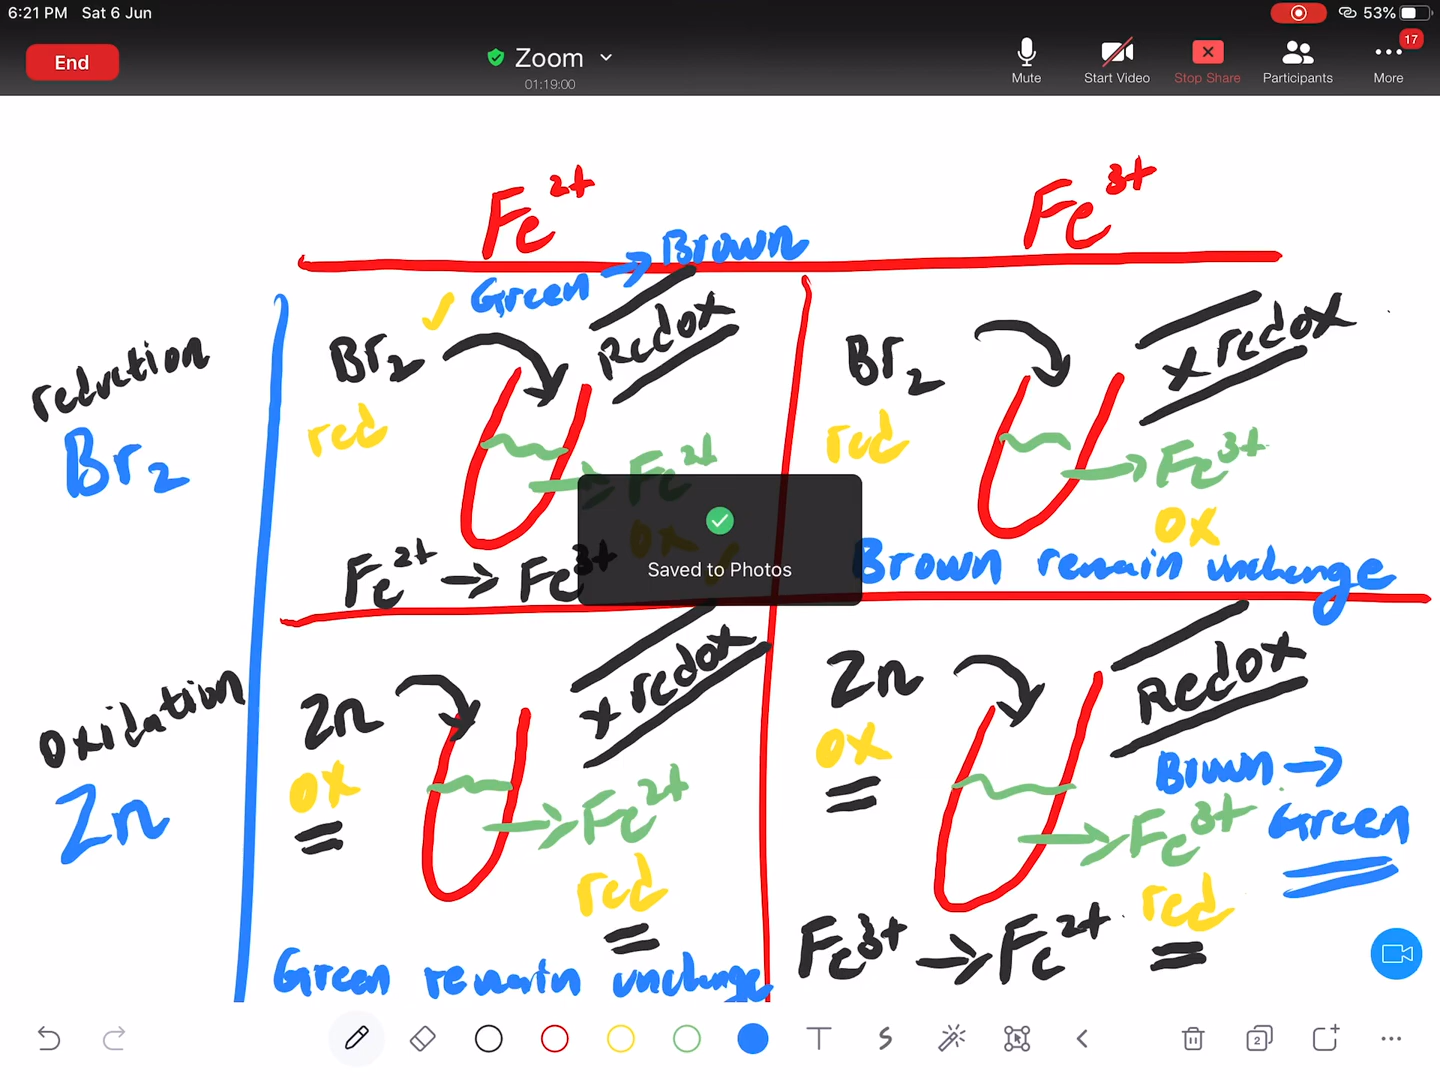 6:21 PM Sat 6 Jun
53%
End
Zoom
01:19:00
Mute
Start Video
Stop Share
Participants
17
More
Fe2+
Fe3+
Green → Brown
reduction
Br2
Br2
red
Redox
Fe2+
ox
Fe2+ → Fe3+
Br2
red
x redox
Fe3+
ox
Brown remain unchange
Saved to Photos
oxidation
Zn
Zn
ox
x redox
Fe2+
red
Green remain unchange
Zn
ox
Redox
Brown →
Green
Fe3+
red
Fe3+ → Fe2+
T
S
2